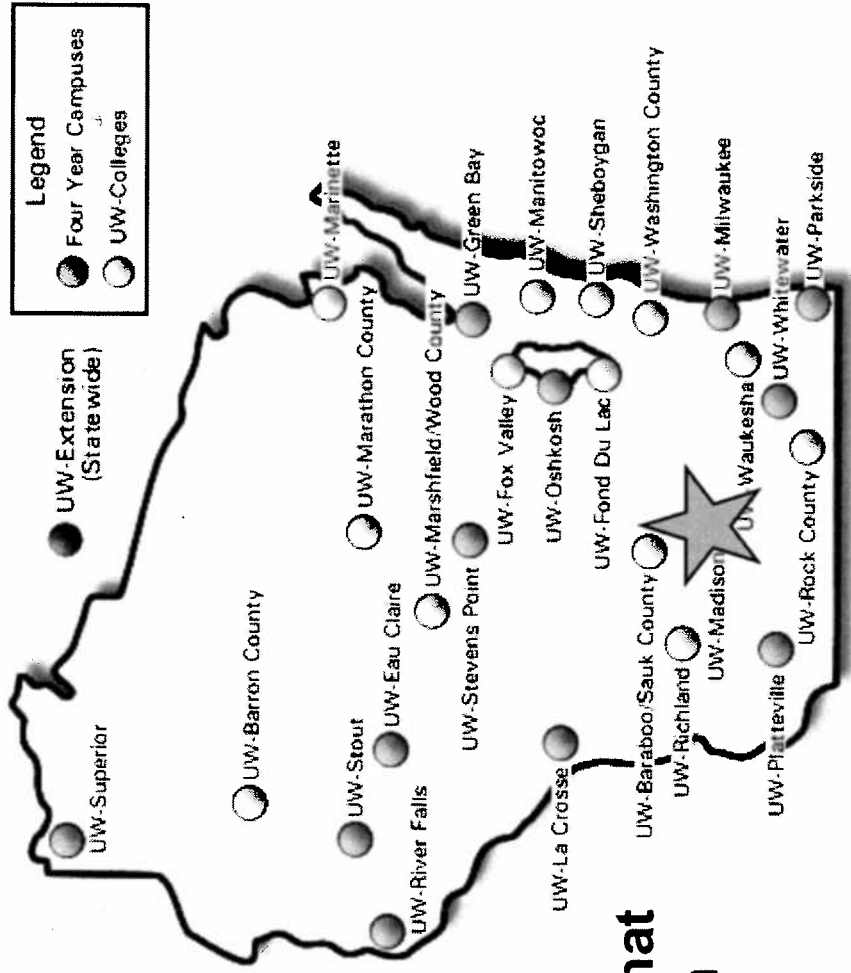 Legend
Four Year Campuses
UW-Colleges
UW-Extension
(Statewide)
UW-Superior
UW-Barron County
UW-Marinette
UW-Marathon County
UW-Stout
UW-Eau Claire
UW-River Falls
UW-Marshfield/Wood County
UW-Green Bay
UW-Stevens Point
UW-Fox Valley
UW-Manitowoc
UW-Oshkosh
UW-Sheboygan
UW-La Crosse
UW-Fond Du Lac
UW-Washington County
UW-Baraboo/Sauk County
UW-Richland
UW-Madison
UW-Milwaukee
Waukesha
UW-Whitewater
UW-Platteville
UW-Rock County
UW-Parkside